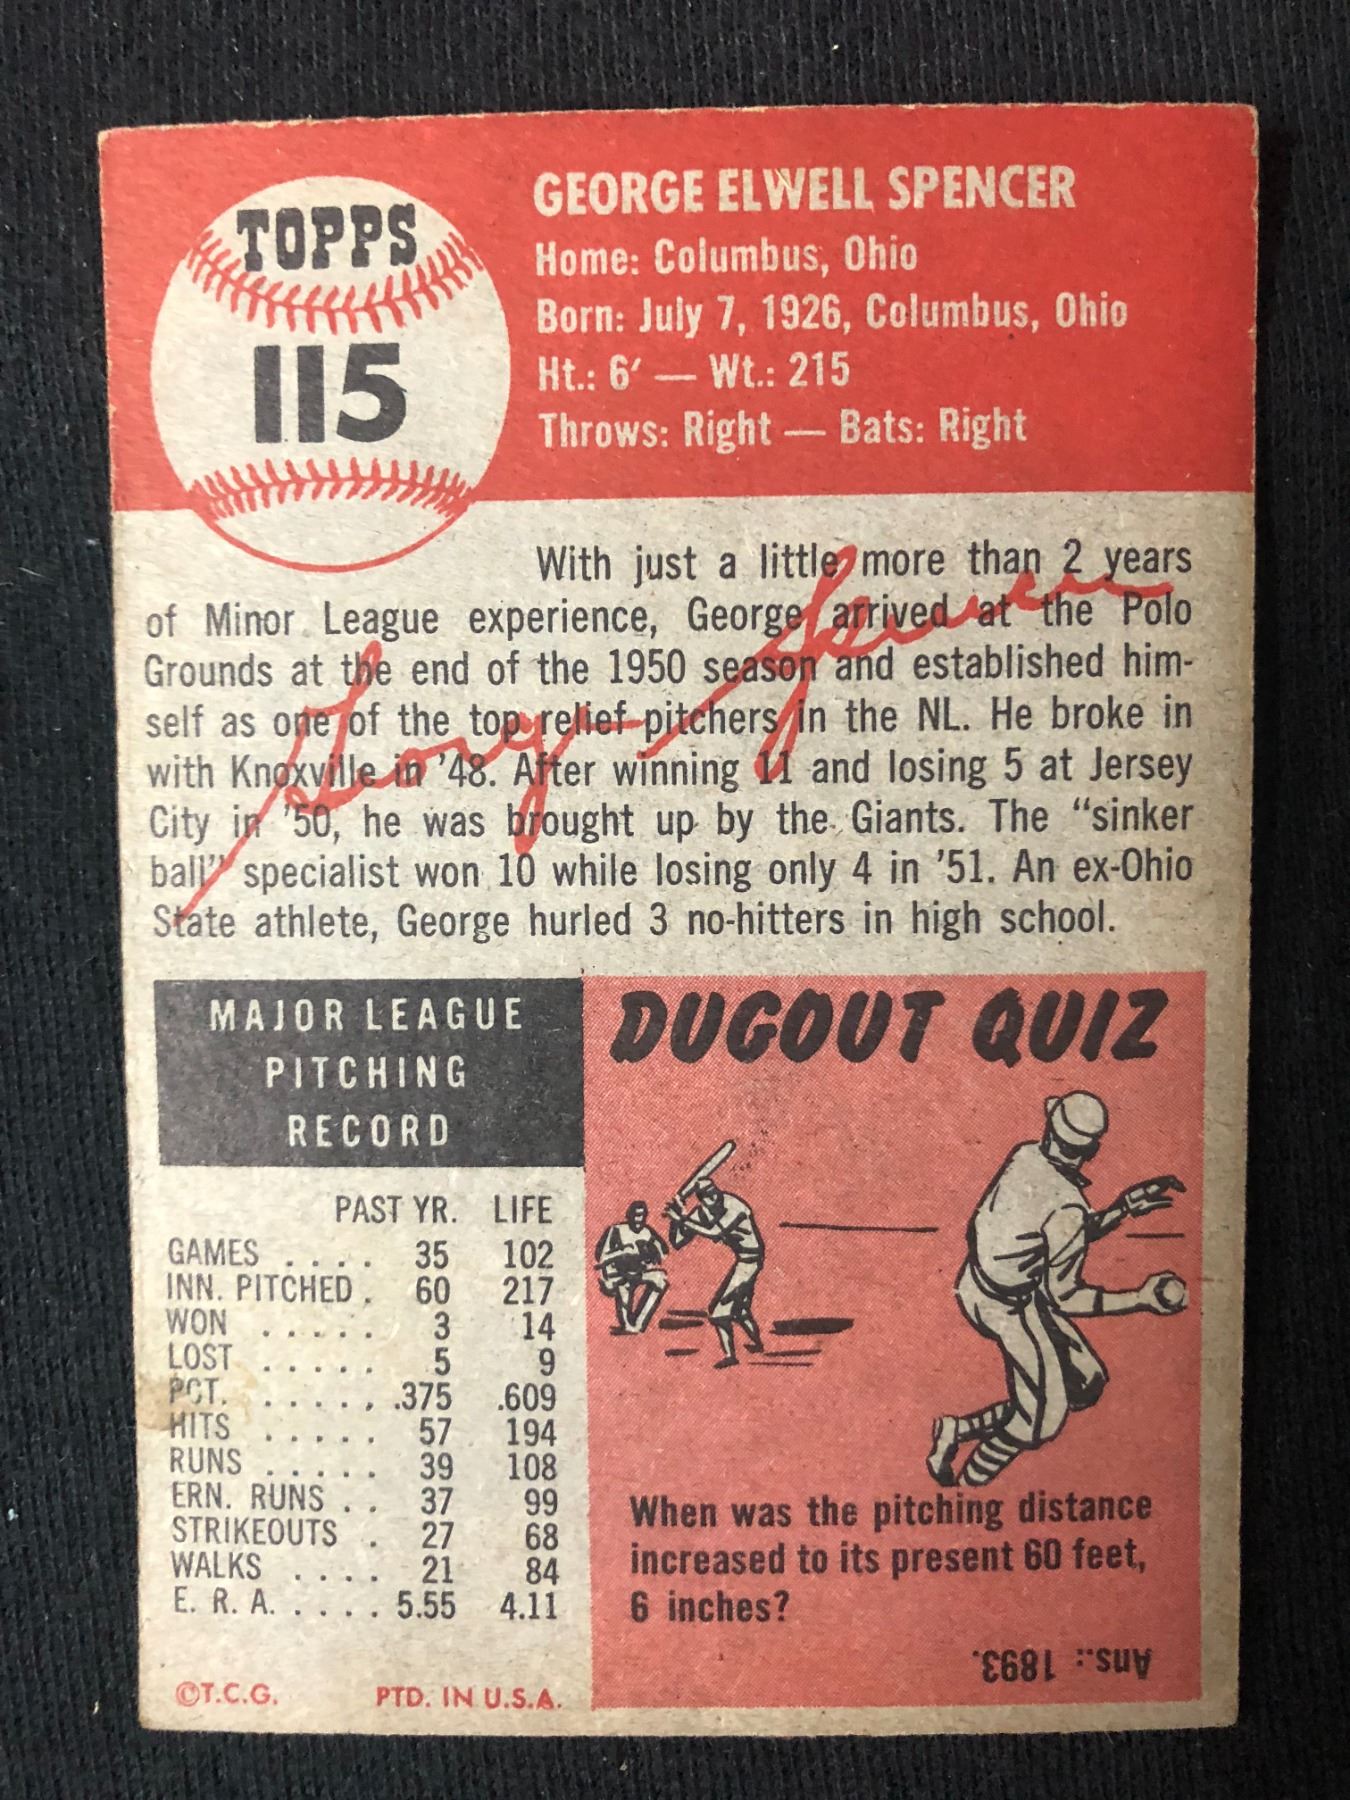 TOPPS
115
GEORGE ELWELL SPENCER
Home: Columbus, Ohio
Born: July 7, 1926, Columbus, Ohio
Ht.: 6′ — Wt.: 215
Throws: Right — Bats: Right
With just a little more than 2 years
of Minor League experience, George arrived at the Polo
Grounds at the end of the 1950 season and established him-
self as one of the top relief pitchers in the NL. He broke in
with Knoxville in '48. After winning 11 and losing 5 at Jersey
City in '50, he was brought up by the Giants. The “sinker
ball” specialist won 10 while losing only 4 in '51. An ex-Ohio
State athlete, George hurled 3 no-hitters in high school.
George Spencer
MAJOR LEAGUE
PITCHING
RECORD
PAST YR. LIFE
GAMES . . . . 35 102
INN. PITCHED . 60 217
WON . . . . . 3 14
LOST . . . . . 5 9
PCT. . . . . . . .375 .609
HITS . . . . . 57 194
RUNS . . . . . 39 108
ERN. RUNS . . 37 99
STRIKEOUTS . 27 68
WALKS . . . . 21 84
E. R. A. . . . . 5.55 4.11
©T.C.G. PTD. IN U.S.A.
DUGOUT QUIZ
When was the pitching distance
increased to its present 60 feet,
6 inches?
Ans.: 1893.